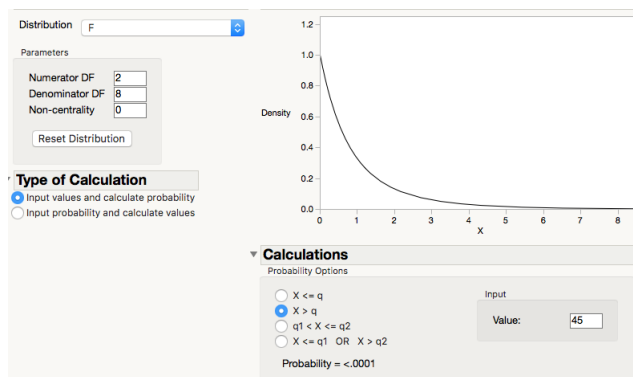 Distribution F
Parameters
Numerator DF 2
Denominator DF 8
Non-centrality 0
Reset Distribution
Type of Calculation
Input values and calculate probability
Input probability and calculate values
Density
1.2
1.0
0.8
0.6
0.4
0.2
0.0
0 1 2 3 4 5 6 7 8
X
Calculations
Probability Options
X <= q
X > q
q1 < X <= q2
X <= q1 OR X > q2
Probability = <.0001
Input
Value: 45